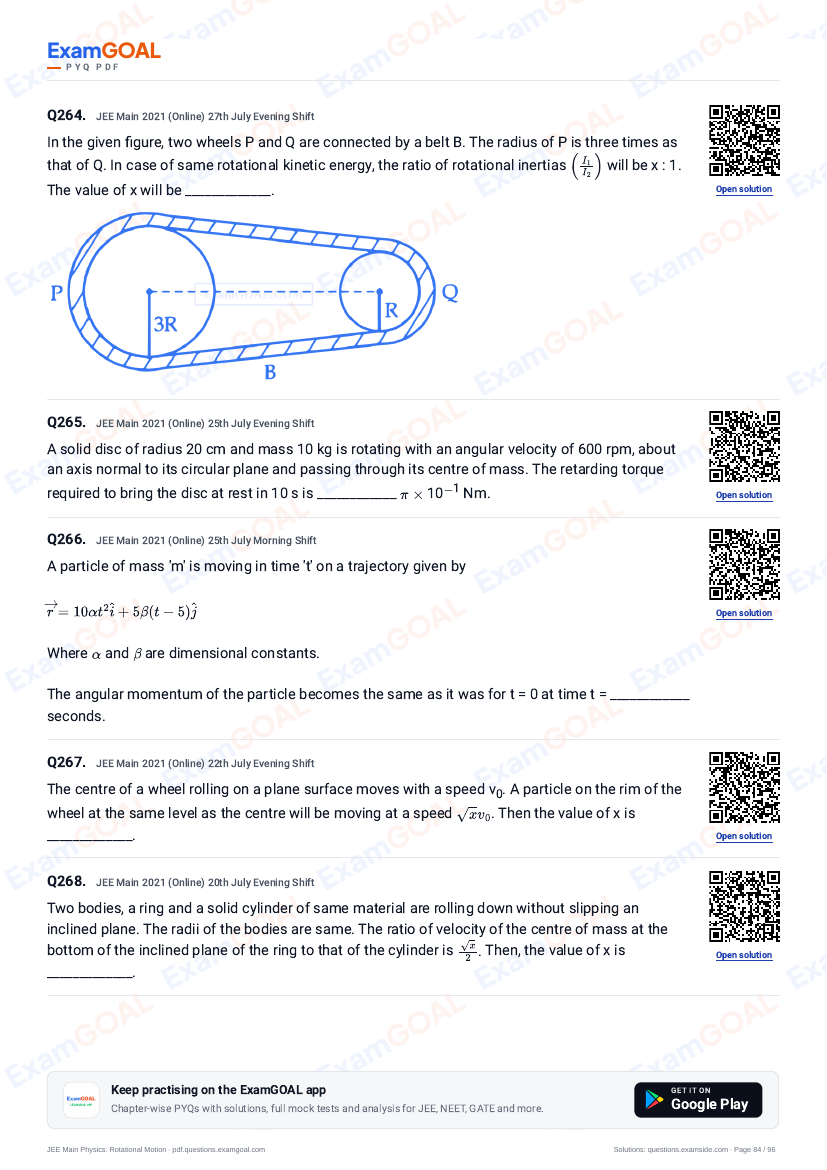 ExamGOAL
PYQ PDF
Q264. JEE Main 2021 (Online) 27th July Evening Shift
In the given figure, two wheels P and Q are connected by a belt B. The radius of P is three times as
that of Q. In case of same rotational kinetic energy, the ratio of rotational inertias (I₁/I₂) will be x : 1.
The value of x will be _____________.
Open solution
P
Q
3R
R
B
EXAMGOAL.COM
Q265. JEE Main 2021 (Online) 25th July Evening Shift
A solid disc of radius 20 cm and mass 10 kg is rotating with an angular velocity of 600 rpm, about
an axis normal to its circular plane and passing through its centre of mass. The retarding torque
required to bring the disc at rest in 10 s is ____________ π × 10⁻¹ Nm.
Open solution
Q266. JEE Main 2021 (Online) 25th July Morning Shift
A particle of mass 'm' is moving in time 't' on a trajectory given by
r⃗ = 10αt²î + 5β(t − 5)ĵ
Where α and β are dimensional constants.
The angular momentum of the particle becomes the same as it was for t = 0 at time t = ____________
seconds.
Open solution
Q267. JEE Main 2021 (Online) 22th July Evening Shift
The centre of a wheel rolling on a plane surface moves with a speed v₀. A particle on the rim of the
wheel at the same level as the centre will be moving at a speed √x v₀. Then the value of x is
_____________.
Open solution
Q268. JEE Main 2021 (Online) 20th July Evening Shift
Two bodies, a ring and a solid cylinder of same material are rolling down without slipping an
inclined plane. The radii of the bodies are same. The ratio of velocity of the centre of mass at the
bottom of the inclined plane of the ring to that of the cylinder is √x/2. Then, the value of x is
_____________.
Open solution
Keep practising on the ExamGOAL app
Chapter-wise PYQs with solutions, full mock tests and analysis for JEE, NEET, GATE and more.
GET IT ON
Google Play
JEE Main Physics: Rotational Motion · pdf.questions.examgoal.com
Solutions: questions.examside.com · Page 84 / 96